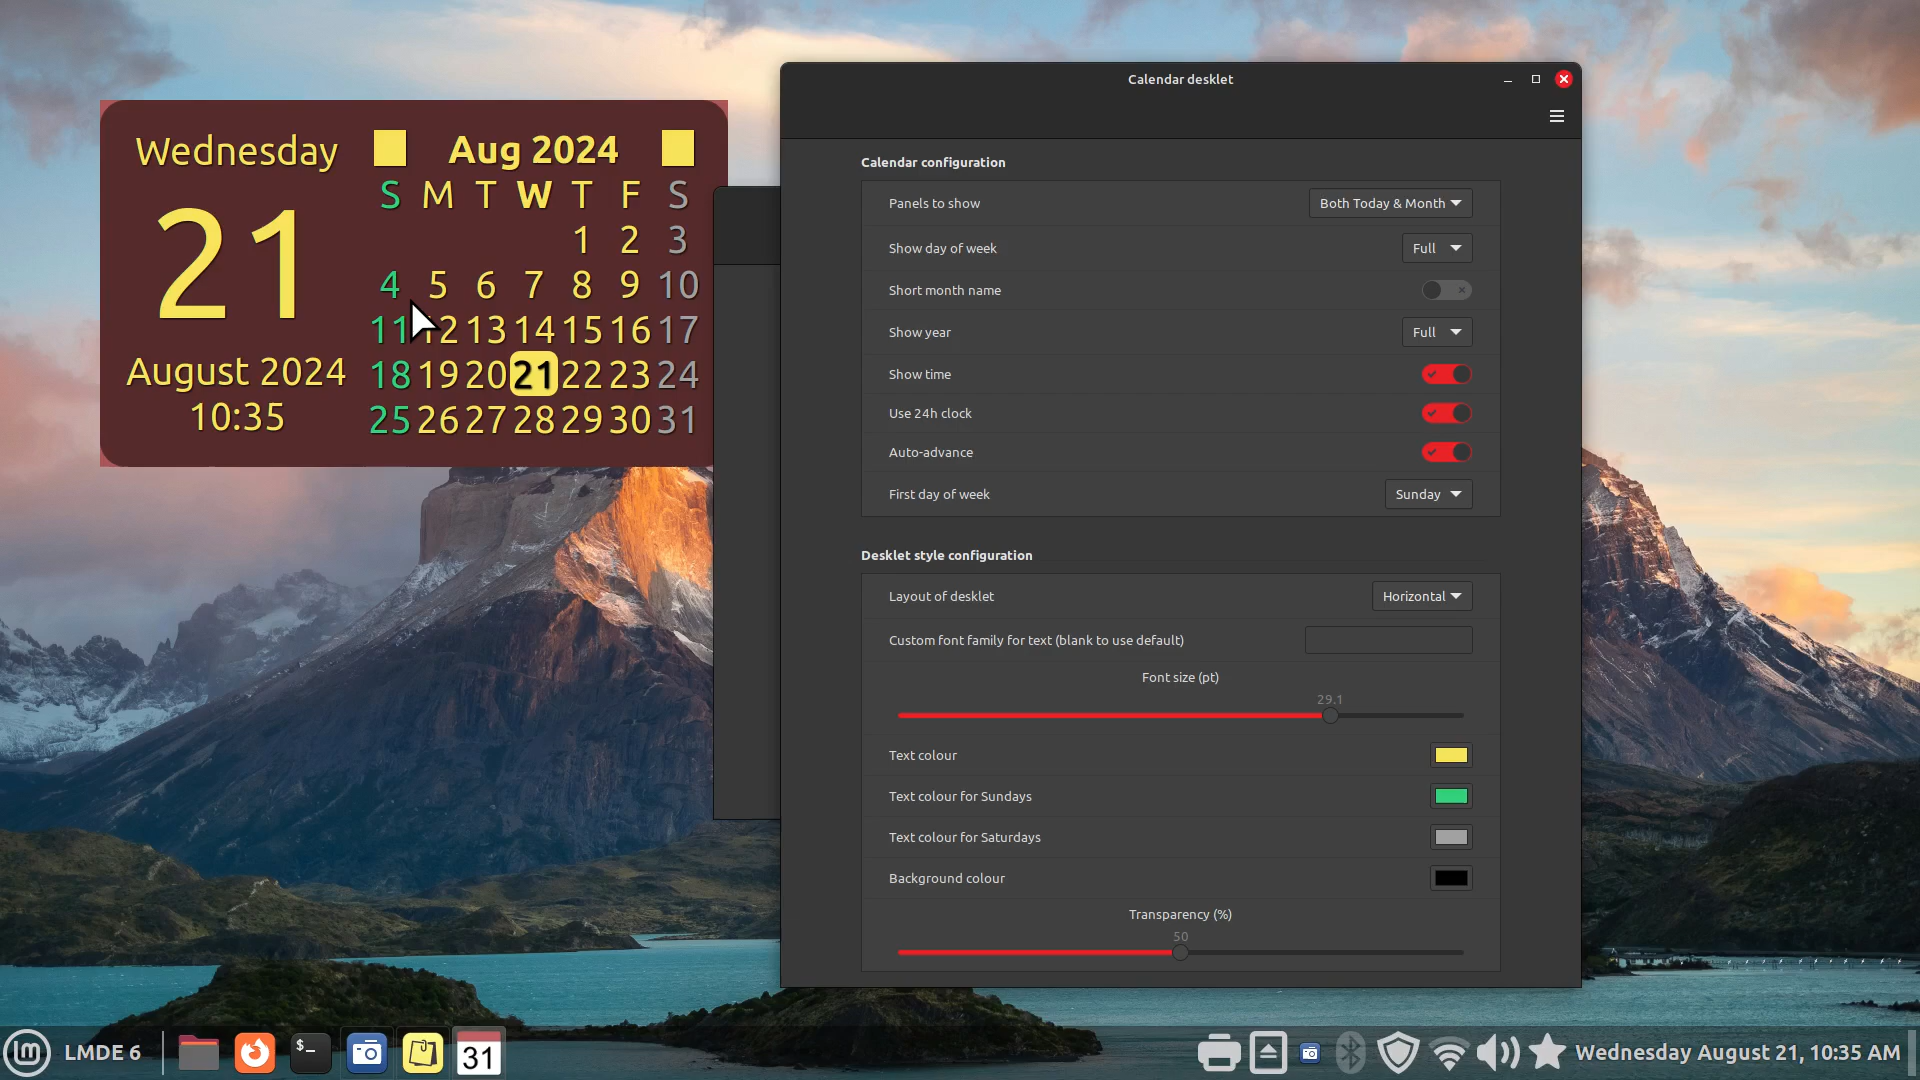 Wednesday
21
August 2024
10:35
Aug 2024
S M T W T F S
1 2 3
4 5 6 7 8 9 10
11 12 13 14 15 16 17
18 19 20 21 22 23 24
25 26 27 28 29 30 31
Calendar desklet
Calendar configuration
Panels to show Both Today & Month
Show day of week Full
Short month name
Show year Full
Show time
Use 24h clock
Auto-advance
First day of week Sunday
Desklet style configuration
Layout of desklet Horizontal
Custom font family for text (blank to use default)
Font size (pt)
29.1
Text colour
Text colour for Sundays
Text colour for Saturdays
Background colour
Transparency (%)
50
LMDE 6
31
Wednesday August 21, 10:35 AM